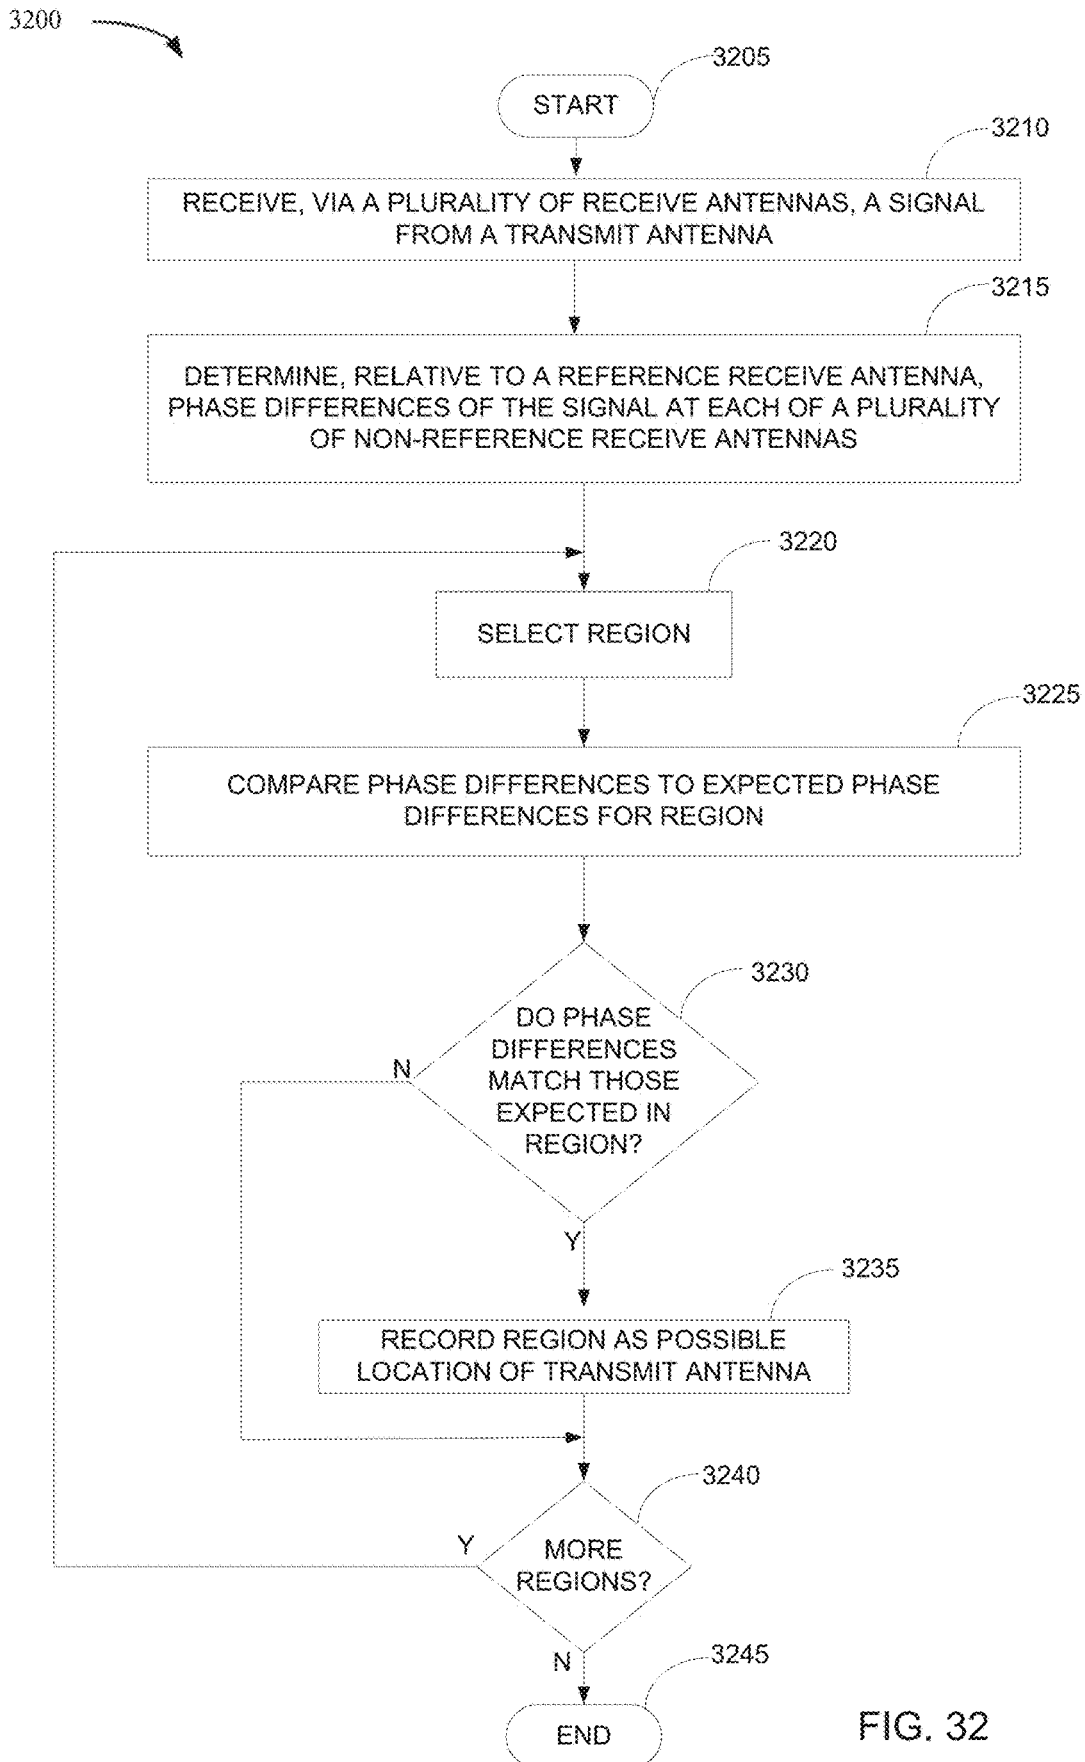 3200
3205
START
3210
RECEIVE, VIA A PLURALITY OF RECEIVE ANTENNAS, A SIGNAL
FROM A TRANSMIT ANTENNA
3215
DETERMINE, RELATIVE TO A REFERENCE RECEIVE ANTENNA,
PHASE DIFFERENCES OF THE SIGNAL AT EACH OF A PLURALITY
OF NON-REFERENCE RECEIVE ANTENNAS
3220
SELECT REGION
3225
COMPARE PHASE DIFFERENCES TO EXPECTED PHASE
DIFFERENCES FOR REGION
3230
DO PHASE
DIFFERENCES
MATCH THOSE
EXPECTED IN
REGION?
N
Y
3235
RECORD REGION AS POSSIBLE
LOCATION OF TRANSMIT ANTENNA
3240
Y
MORE
REGIONS?
N
3245
END
FIG. 32